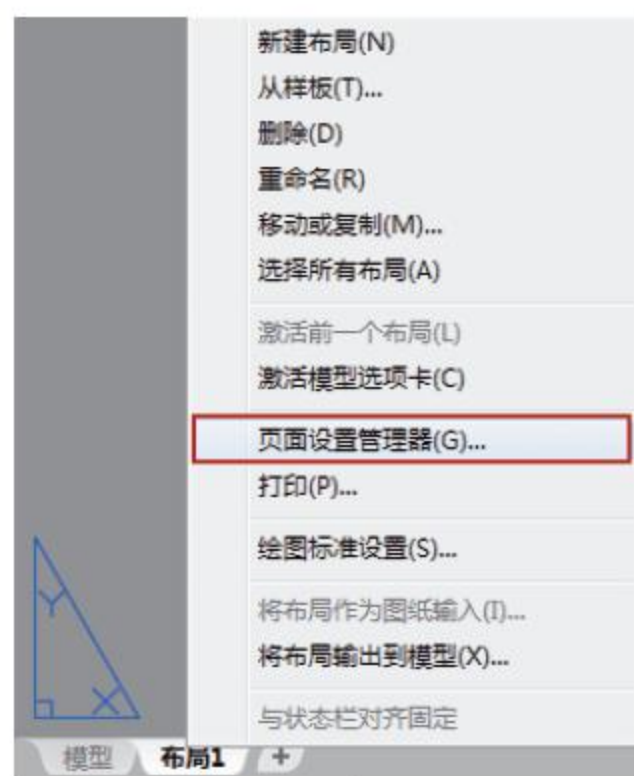 新建布局(N)
从样板(T)...
删除(D)
重命名(R)
移动或复制(M)...
选择所有布局(A)
激活前一个布局(L)
激活模型选项卡(C)
页面设置管理器(G)...
打印(P)...
绘图标准设置(S)...
将布局作为图纸输入(I)...
将布局输出到模型(X)...
与状态栏对齐固定
Y
X
模型 布局1 +